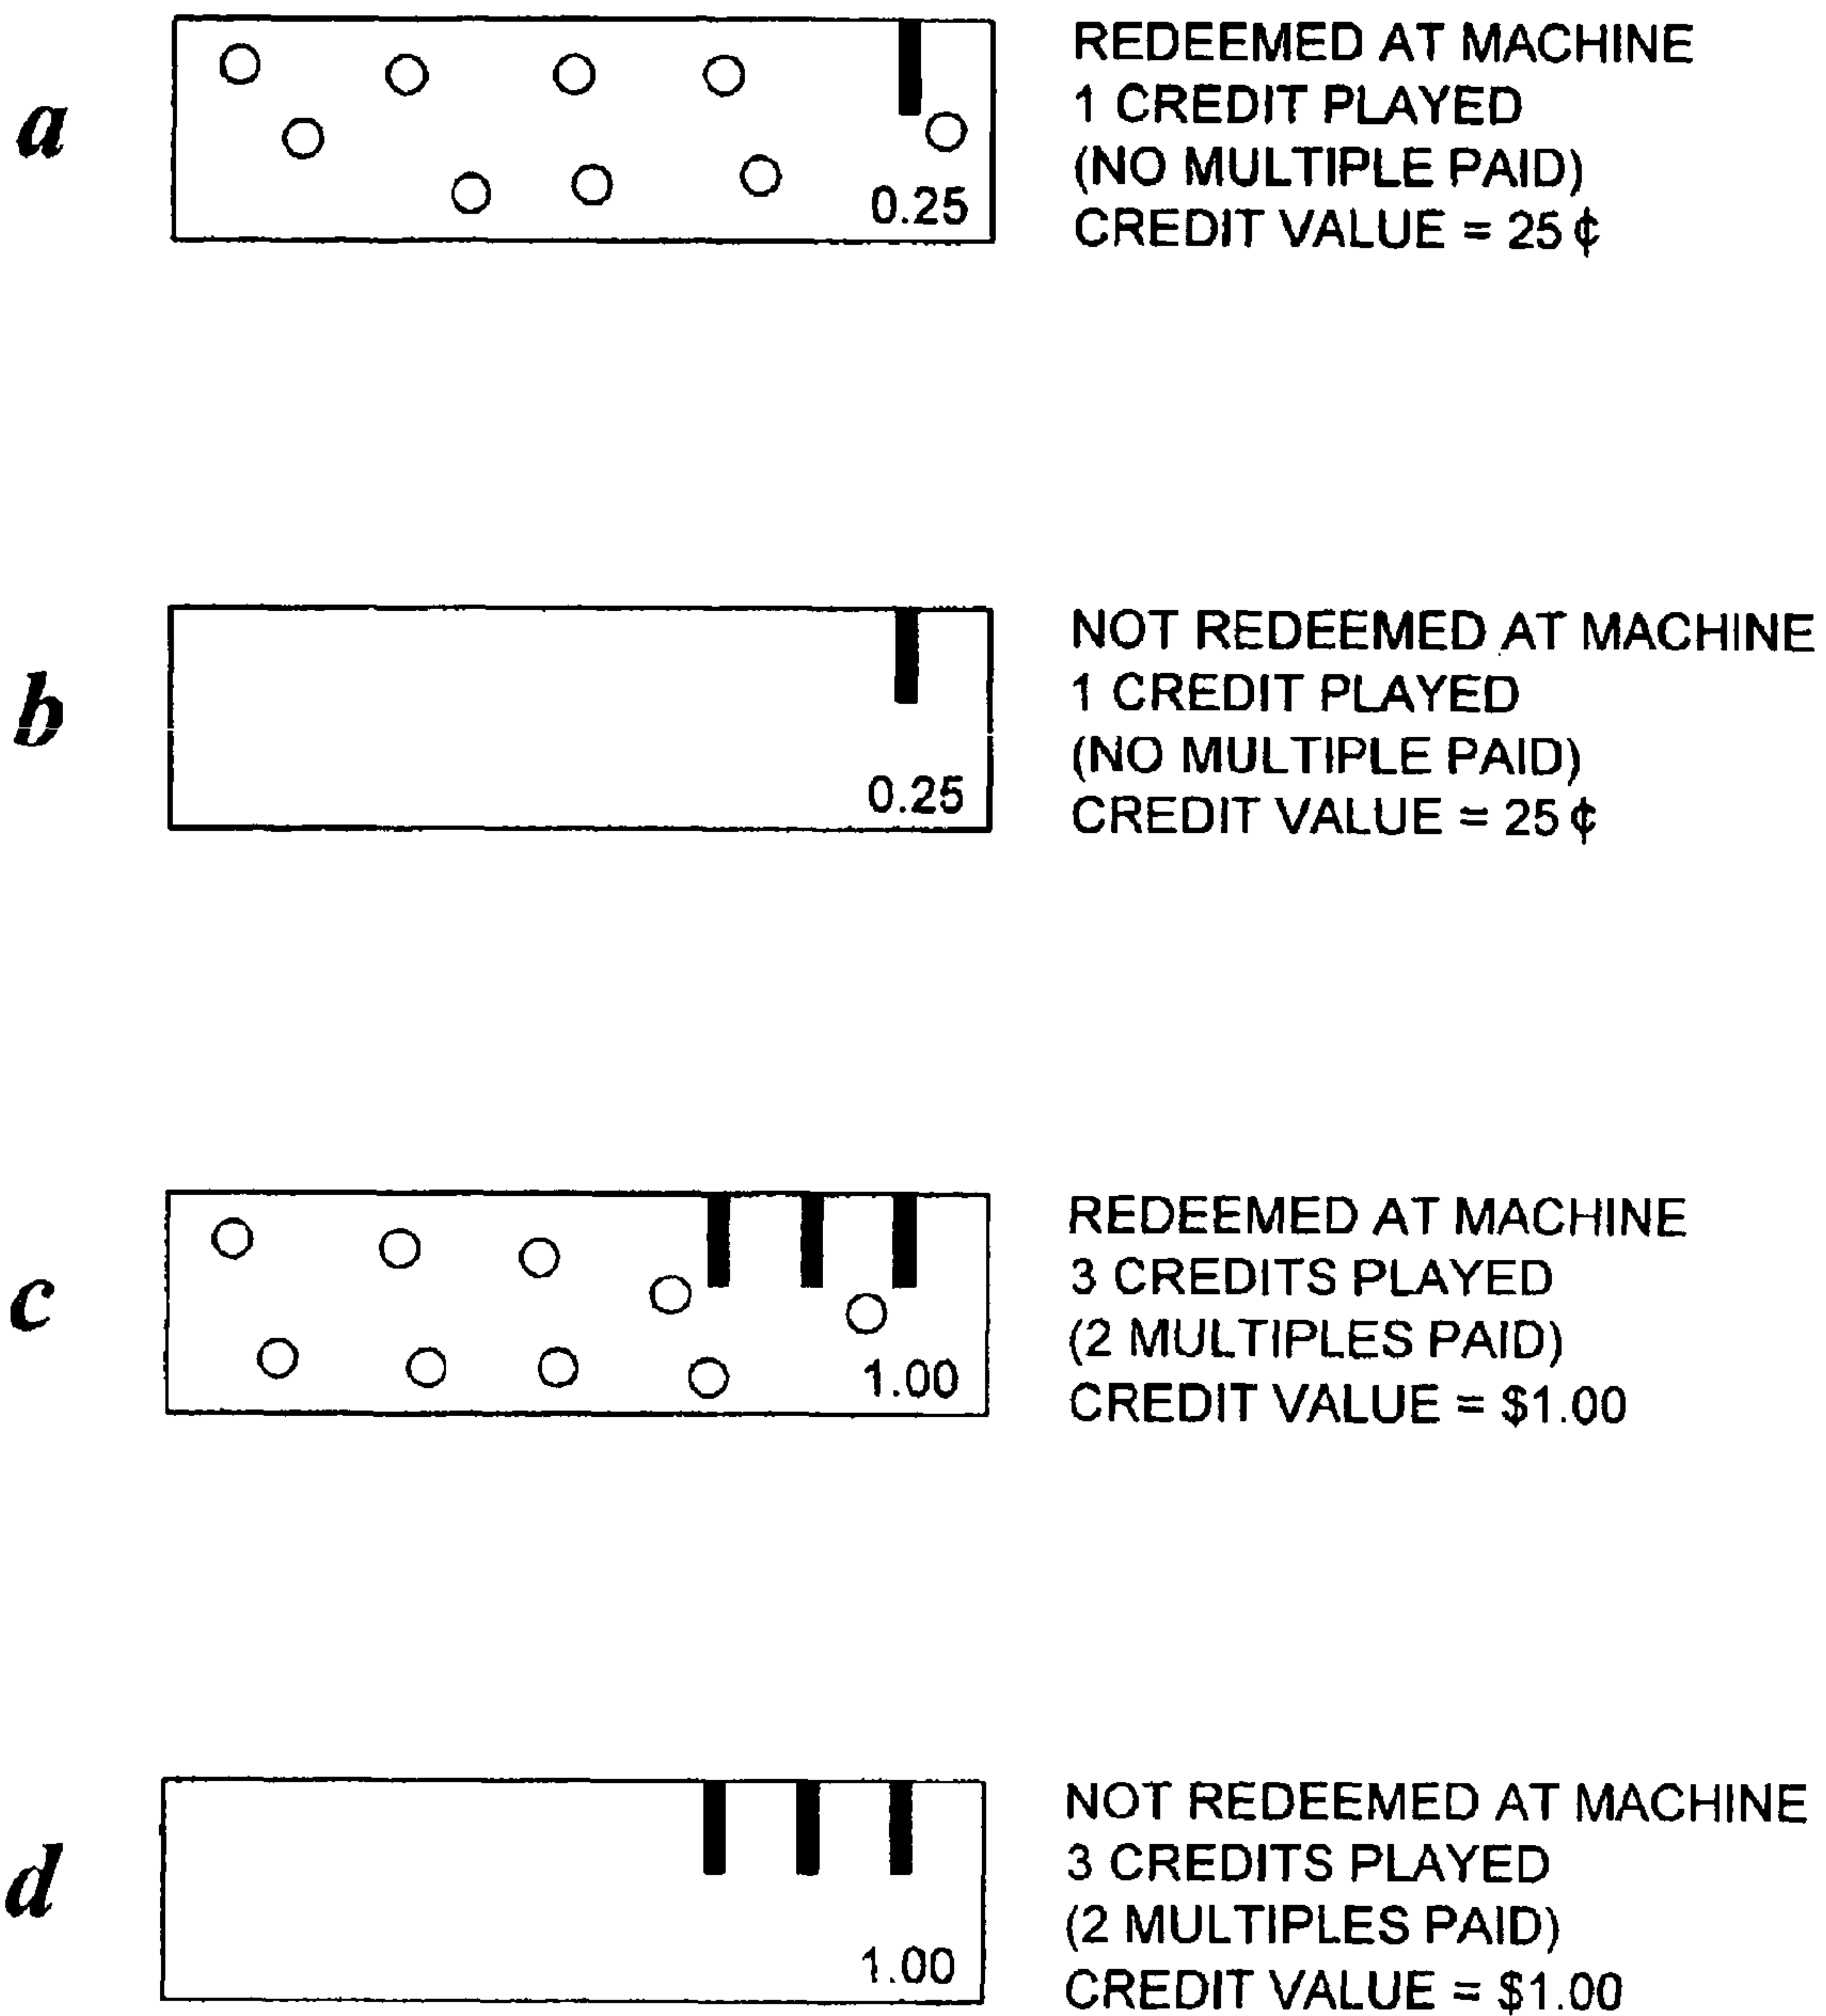 a
0.25
REDEEMED AT MACHINE
1 CREDIT PLAYED
(NO MULTIPLE PAID)
CREDIT VALUE = 25 ¢
b
0.25
NOT REDEEMED AT MACHINE
1 CREDIT PLAYED
(NO MULTIPLE PAID)
CREDIT VALUE = 25 ¢
c
1.00
REDEEMED AT MACHINE
3 CREDITS PLAYED
(2 MULTIPLES PAID)
CREDIT VALUE = $1.00
d
1.00
NOT REDEEMED AT MACHINE
3 CREDITS PLAYED
(2 MULTIPLES PAID)
CREDIT VALUE = $1.00